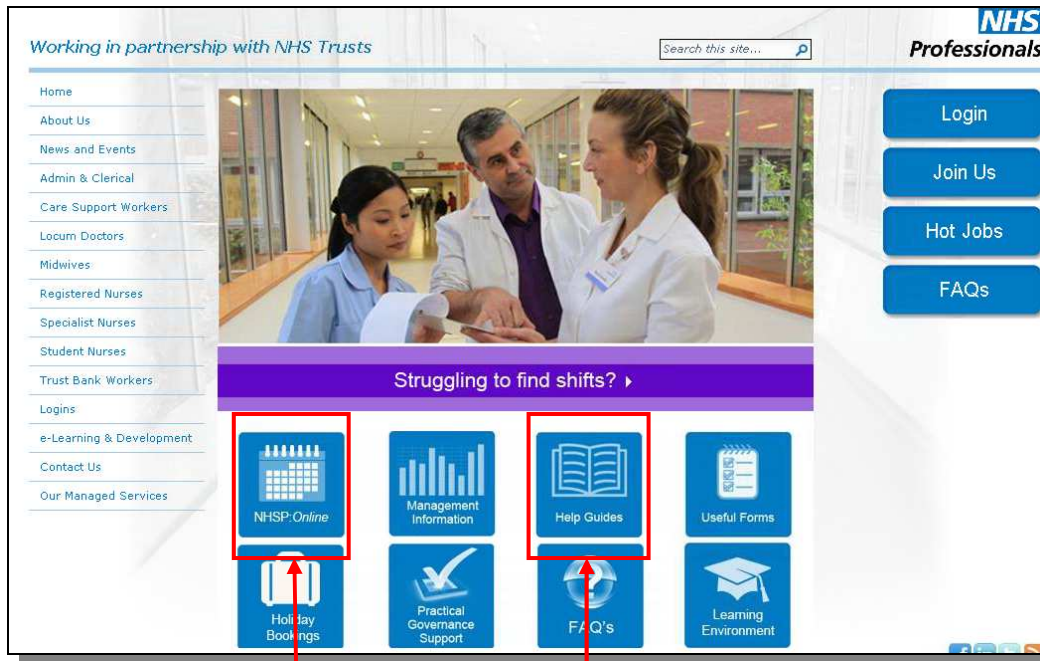 Working in partnership with NHS Trusts
Search this site...
NHS
Professionals
Home
About Us
News and Events
Admin & Clerical
Care Support Workers
Locum Doctors
Midwives
Registered Nurses
Specialist Nurses
Student Nurses
Trust Bank Workers
Logins
e-Learning & Development
Contact Us
Our Managed Services
Login
Join Us
Hot Jobs
FAQs
Struggling to find shifts?
NHSP:Online
Management
Information
Help Guides
Useful Forms
Holiday
Bookings
Practical
Governance
Support
FAQ's
Learning
Environment